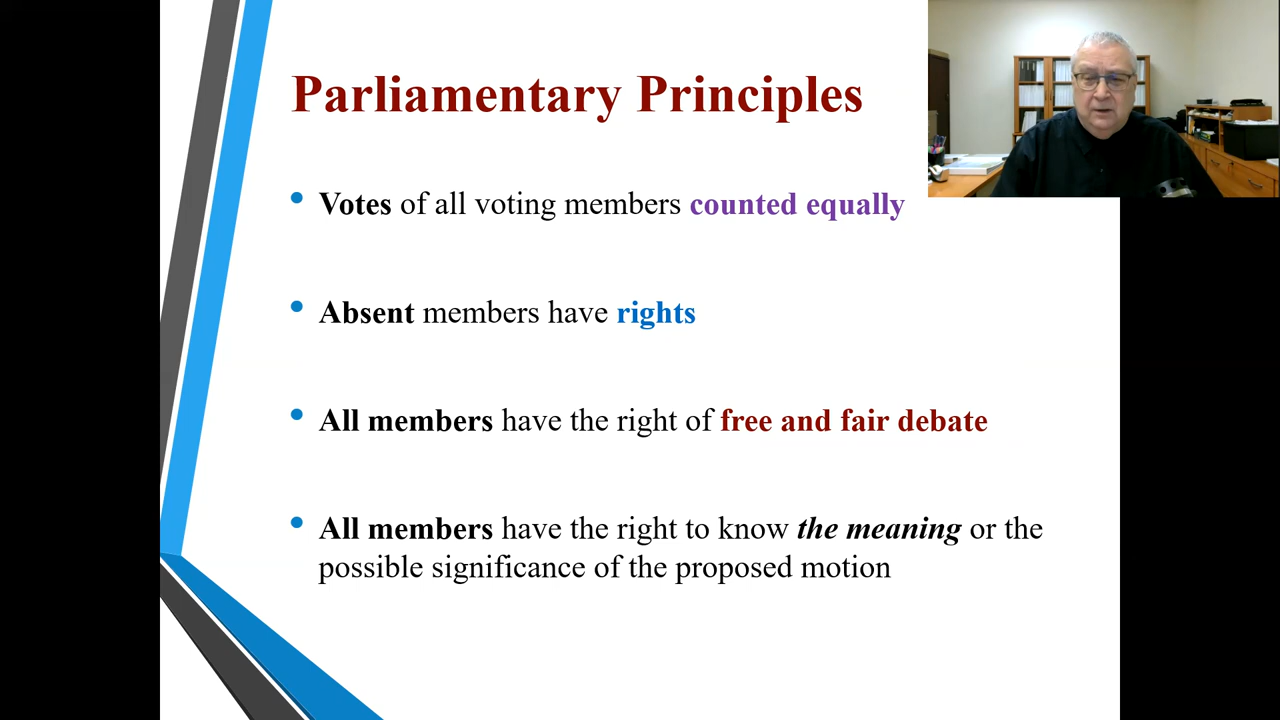 Parliamentary Principles
• Votes of all voting members counted equally
• Absent members have rights
• All members have the right of free and fair debate
• All members have the right to know the meaning or the
possible significance of the proposed motion